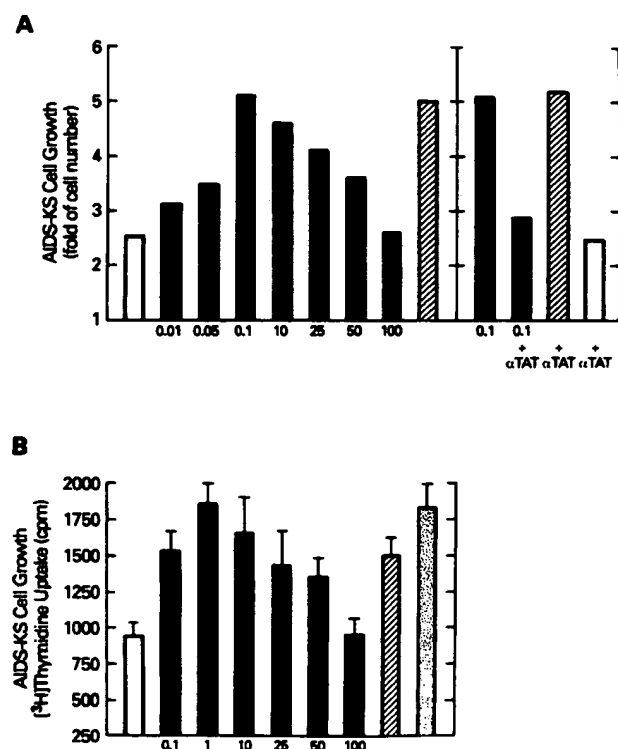 A
AIDS-KS Cell Growth
(fold of cell number)
6
5
4
3
2
1
0.01 0.05 0.1 10 25 50 100 0.1 0.1
+ + +
αTAT αTAT αTAT
B
AIDS-KS Cell Growth
[³H]Thymidine Uptake (cpm)
2000
1750
1500
1250
1000
750
500
250
0.1 1 10 25 50 100